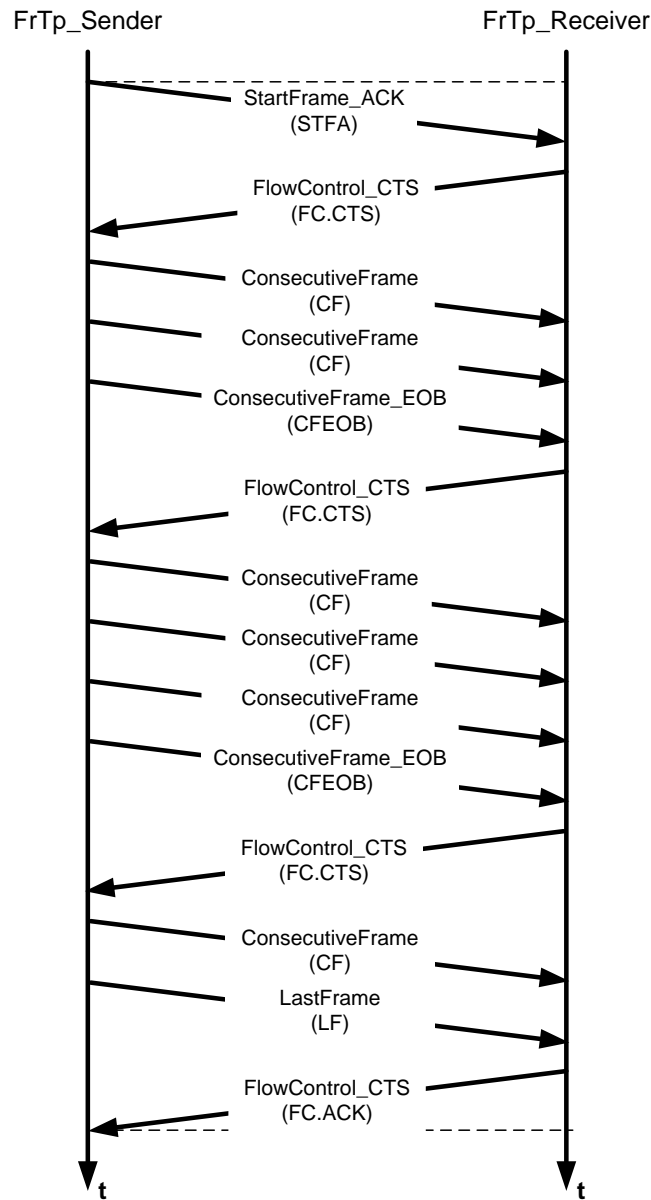 FrTp_Sender
FrTp_Receiver
StartFrame_ACK
(STFA)
FlowControl_CTS
(FC.CTS)
ConsecutiveFrame
(CF)
ConsecutiveFrame
(CF)
ConsecutiveFrame_EOB
(CFEOB)
FlowControl_CTS
(FC.CTS)
ConsecutiveFrame
(CF)
ConsecutiveFrame
(CF)
ConsecutiveFrame
(CF)
ConsecutiveFrame_EOB
(CFEOB)
FlowControl_CTS
(FC.CTS)
ConsecutiveFrame
(CF)
LastFrame
(LF)
FlowControl_CTS
(FC.ACK)
t
t